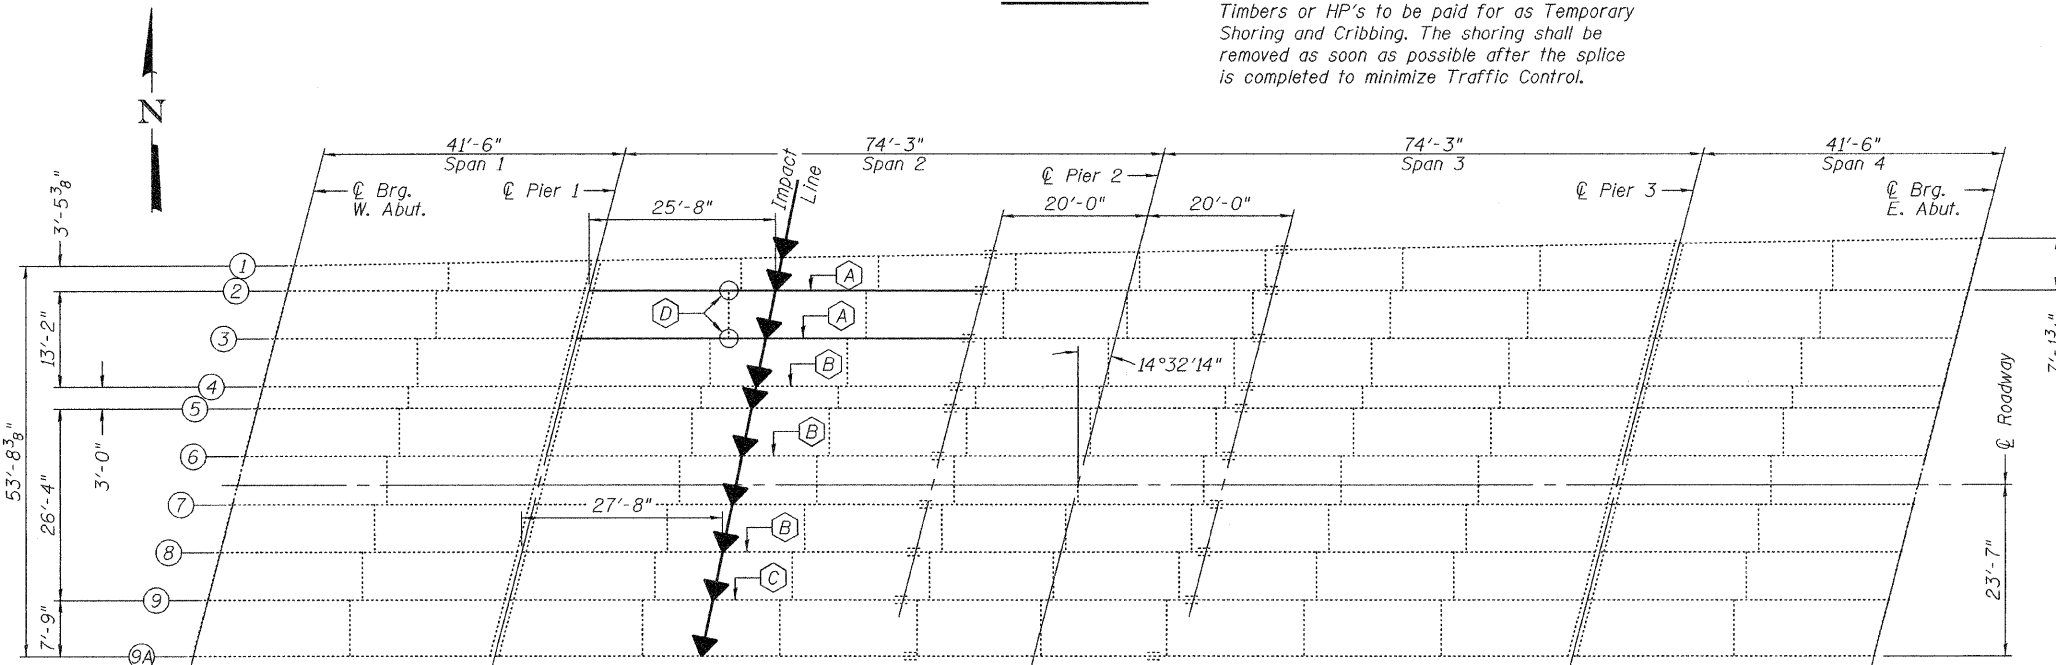 Timbers or HP's to be paid for as Temporary
Shoring and Cribbing. The shoring shall be
removed as soon as possible after the splice
is completed to minimize Traffic Control.
N
41'-6"
Span 1
74'-3"
Span 2
74'-3"
Span 3
41'-6"
Span 4
℄ Brg.
W. Abut.
℄ Pier 1
Impact
Line
℄ Pier 2
℄ Pier 3
℄ Brg.
E. Abut.
3'-5 3/8"
25'-8"
20'-0"
20'-0"
1
2
3
4
5
6
7
8
9
9A
A
A
D
B
B
B
C
13'-2"
3'-0"
53'-8 3/8"
26'-4"
7'-9"
14°32'14"
27'-8"
℄ Roadway
23'-7"